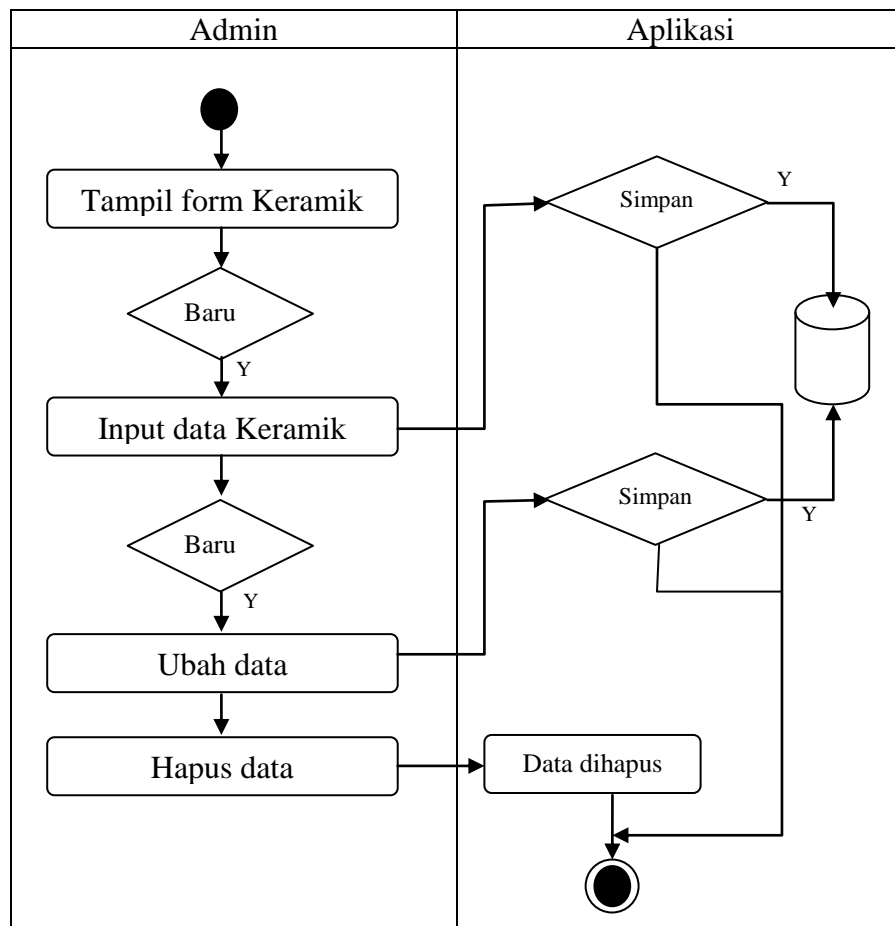 Admin
Aplikasi
Tampil form Keramik
Simpan
Y
Baru
Y
Input data Keramik
Simpan
Y
Baru
Y
Ubah data
Hapus data
Data dihapus